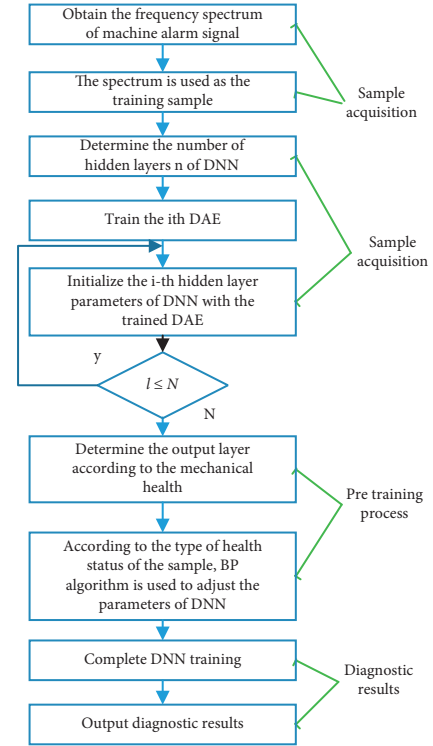 Obtain the frequency spectrum
of machine alarm signal
The spectrum is used as the
training sample
Sample
acquisition
Determine the number of
hidden layers n of DNN
Train the ith DAE
Sample
acquisition
Initialize the i-th hidden layer
parameters of DNN with the
trained DAE
y
l ≤ N
N
Determine the output layer
according to the mechanical
health
Pre training
process
According to the type of health
status of the sample, BP
algorithm is used to adjust the
parameters of DNN
Complete DNN training
Diagnostic
results
Output diagnostic results